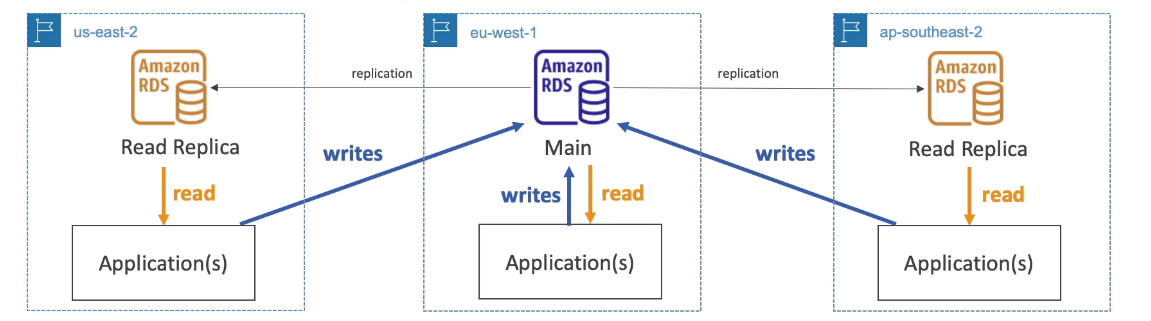 us-east-2
eu-west-1
ap-southeast-2
Amazon
RDS
replication
Amazon
RDS
replication
Amazon
RDS
Read Replica
writes
Main
writes
Read Replica
read
writes
read
read
Application(s)
Application(s)
Application(s)